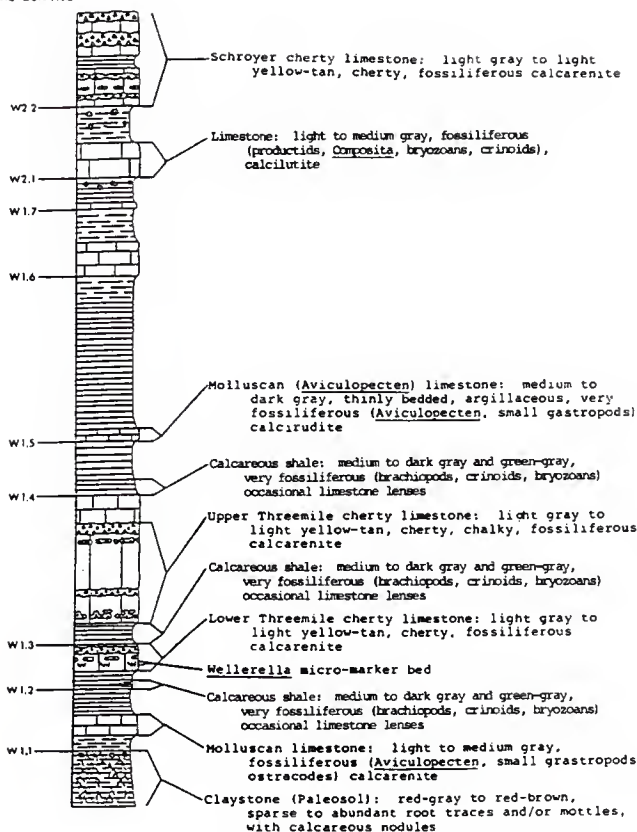 Schroyer cherty limestone: light gray to light
yellow-tan, cherty, fossiliferous calcarenite
W2.2
Limestone: light to medium gray, fossiliferous
(productids, Composita, bryozoans, crinoids),
calcilutite
W2.1
W1.7
W1.6
Molluscan (Aviculopecten) limestone: medium to
dark gray, thinly bedded, argillaceous, very
fossiliferous (Aviculopecten, small gastropods)
calcirudite
W1.5
Calcareous shale: medium to dark gray and green-gray,
very fossiliferous (brachiopods, crinoids, bryozoans)
occasional limestone lenses
W1.4
Upper Threemile cherty limestone: light gray to
light yellow-tan, cherty, chalky, fossiliferous
calcarenite
Calcareous shale: medium to dark gray and green-gray,
very fossiliferous (brachiopods, crinoids, bryozoans)
occasional limestone lenses
Lower Threemile cherty limestone: light gray to
light yellow-tan, cherty, fossiliferous
calcarenite
W1.3
Wellerella micro-marker bed
W1.2
Calcareous shale: medium to dark gray and green-gray,
very fossiliferous (brachiopods, crinoids, bryozoans)
occasional limestone lenses
W1.1
Molluscan limestone: light to medium gray,
fossiliferous (Aviculopecten, small grastropods
ostracodes) calcarenite
Claystone (Paleosol): red-gray to red-brown,
sparse to abundant root traces and/or mottles,
with calcareous nodules